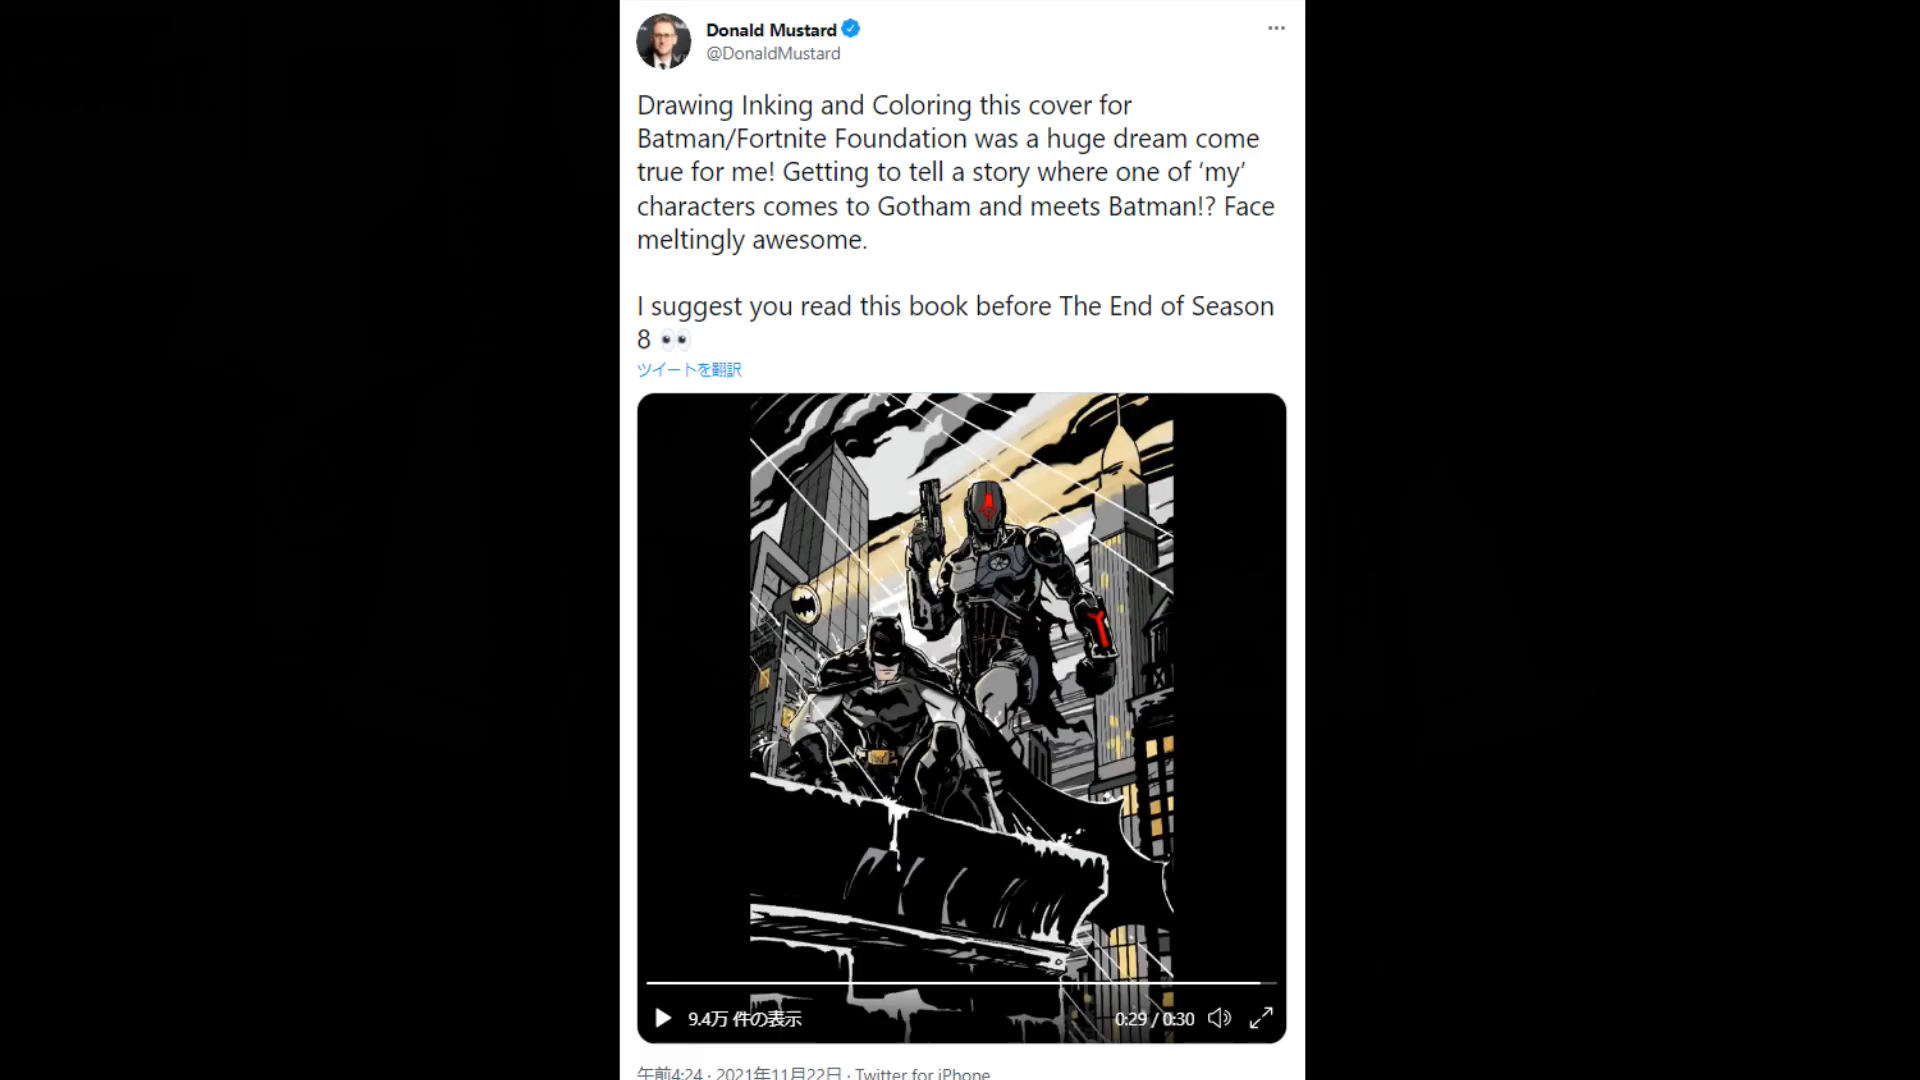 Donald Mustard
@DonaldMustard
Drawing Inking and Coloring this cover for
Batman/Fortnite Foundation was a huge dream come
true for me! Getting to tell a story where one of ‘my’
characters comes to Gotham and meets Batman!? Face
meltingly awesome.
I suggest you read this book before The End of Season
8 👀
ツイートを翻訳
9.4万 件の表示
0:29 / 0:30
午前4:24 · 2021年11月22日 · Twitter for iPhone